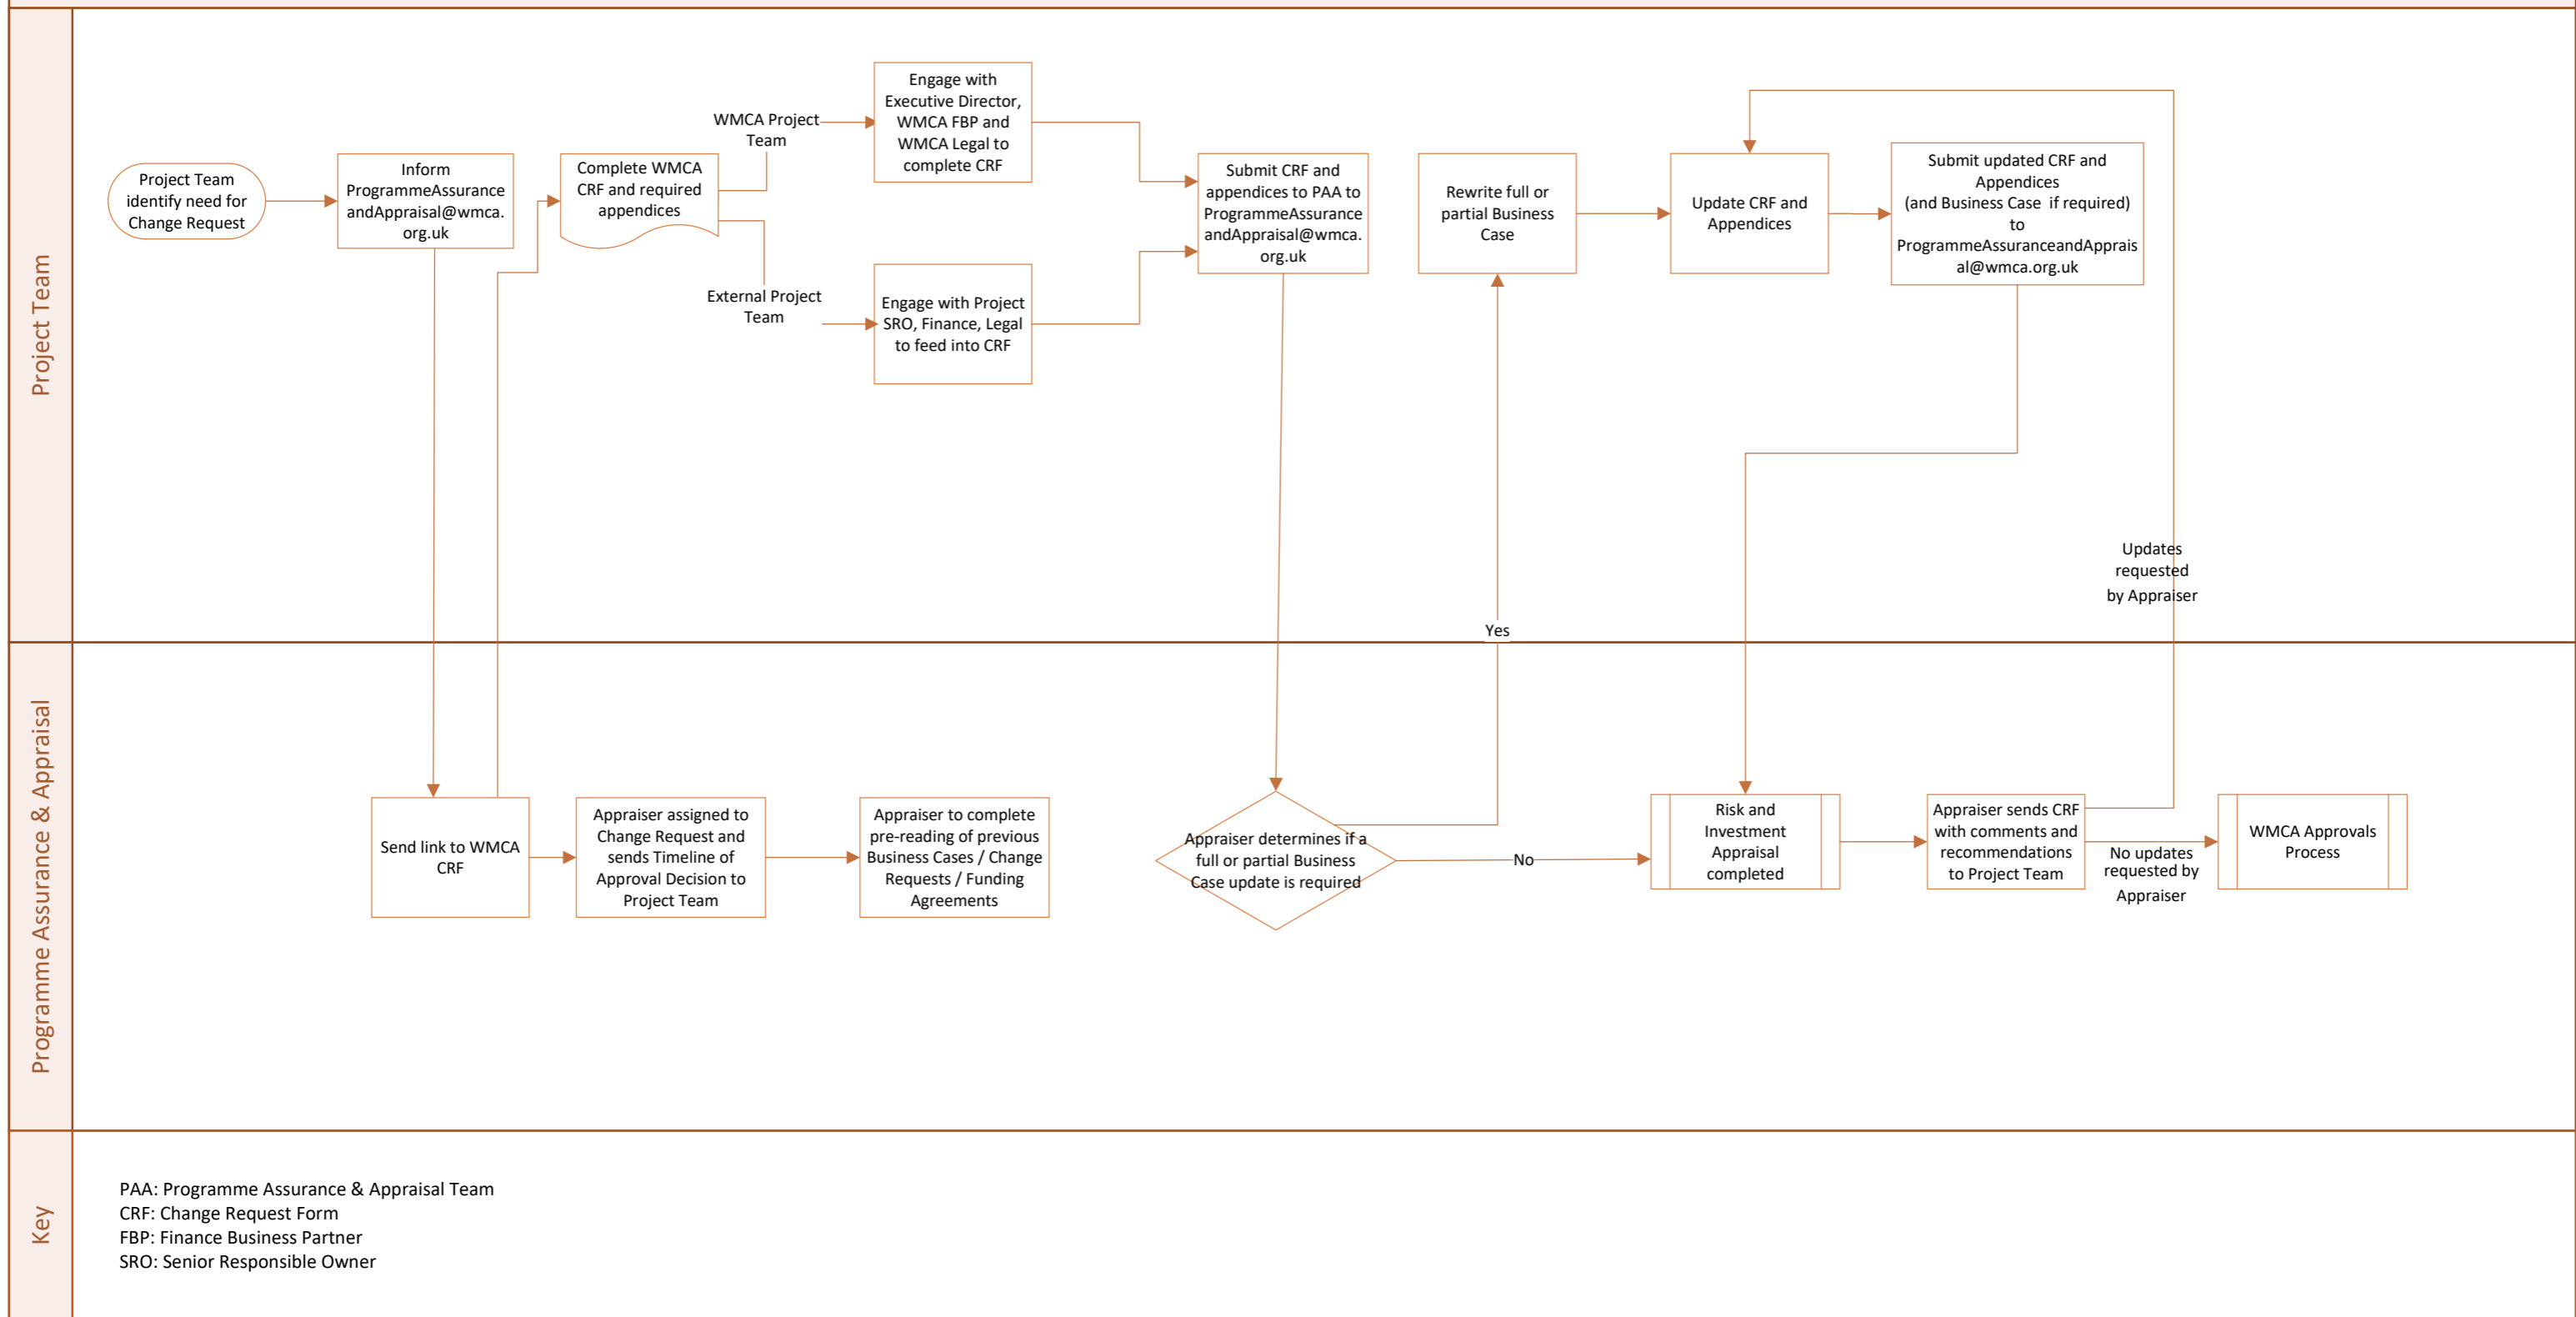 Project Team
Project Team
identify need for
Change Request
Inform
ProgrammeAssurance
andAppraisal@wmca.
org.uk
Complete WMCA
CRF and required
appendices
WMCA Project
Team
External Project
Team
Engage with
Executive Director,
WMCA FBP and
WMCA Legal to
complete CRF
Engage with Project
SRO, Finance, Legal
to feed into CRF
Submit CRF and
appendices to PAA to
ProgrammeAssurance
andAppraisal@wmca.
org.uk
Rewrite full or
partial Business
Case
Update CRF and
Appendices
Submit updated CRF and
Appendices
(and Business Case if required)
to
ProgrammeAssuranceandApprais
al@wmca.org.uk
Updates
requested
by Appraiser
Yes
Programme Assurance & Appraisal
Send link to WMCA
CRF
Appraiser assigned to
Change Request and
sends Timeline of
Approval Decision to
Project Team
Appraiser to complete
pre-reading of previous
Business Cases / Change
Requests / Funding
Agreements
Appraiser determines if a
full or partial Business
Case update is required
No
Risk and
Investment
Appraisal
completed
Appraiser sends CRF
with comments and
recommendations
to Project Team
No updates
requested by
Appraiser
WMCA Approvals
Process
Key
PAA: Programme Assurance & Appraisal Team
CRF: Change Request Form
FBP: Finance Business Partner
SRO: Senior Responsible Owner